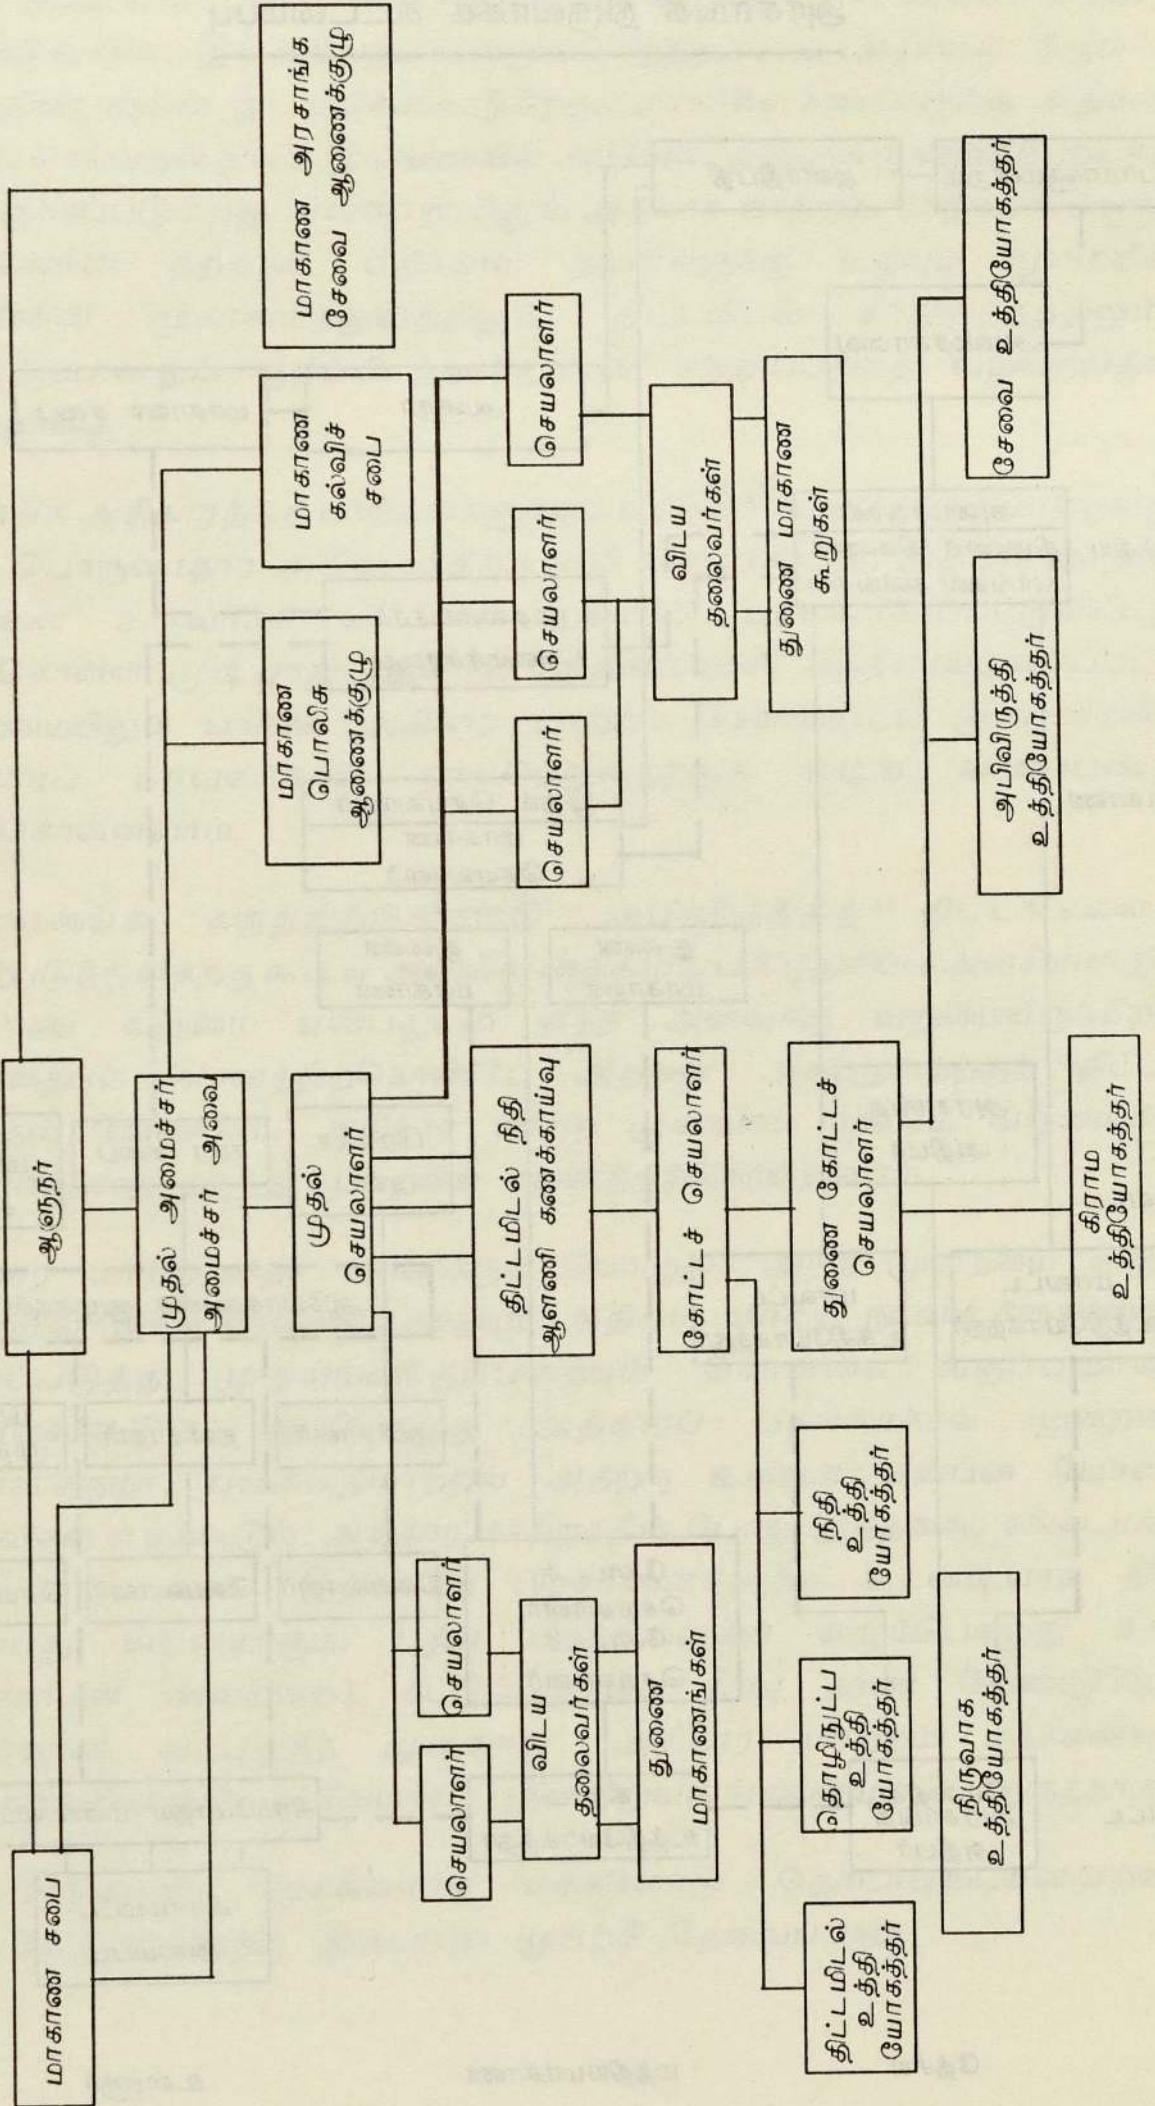 ஆளுநர்
மாகாண சபை
முதல் அமைச்சர்
அமைச்சர் அவை
மாகாண அரசாங்க
சேவை ஆணைக்குழு
மாகாண
பொலிசு
ஆணைக்குழு
மாகாண
கல்விச்
சபை
முதல்
செயலாளர்
செயலாளர்
செயலாளர்
விடய
தலைவர்கள்
துணை
மாகாணங்கள்
திட்டமிடல் நிதி
ஆளணி கணக்காய்வு
செயலாளர்
செயலாளர்
செயலாளர்
விடய
தலைவர்கள்
துணை மாகாண
கூறுகள்
கோட்டச் செயலாளர்
துணை கோட்டச்
செயலாளர்
திட்டமிடல்
உத்தி
யோகத்தர்
தொழிநுட்ப
உத்தி
யோகத்தர்
நிதி
உத்தி
யோகத்தர்
நிருவாக
உத்தியோகத்தர்
கிராம
உத்தியோகத்தர்
அபிவிருத்தி
உத்தியோகத்தர்
சேவை உத்தியோகத்தர்